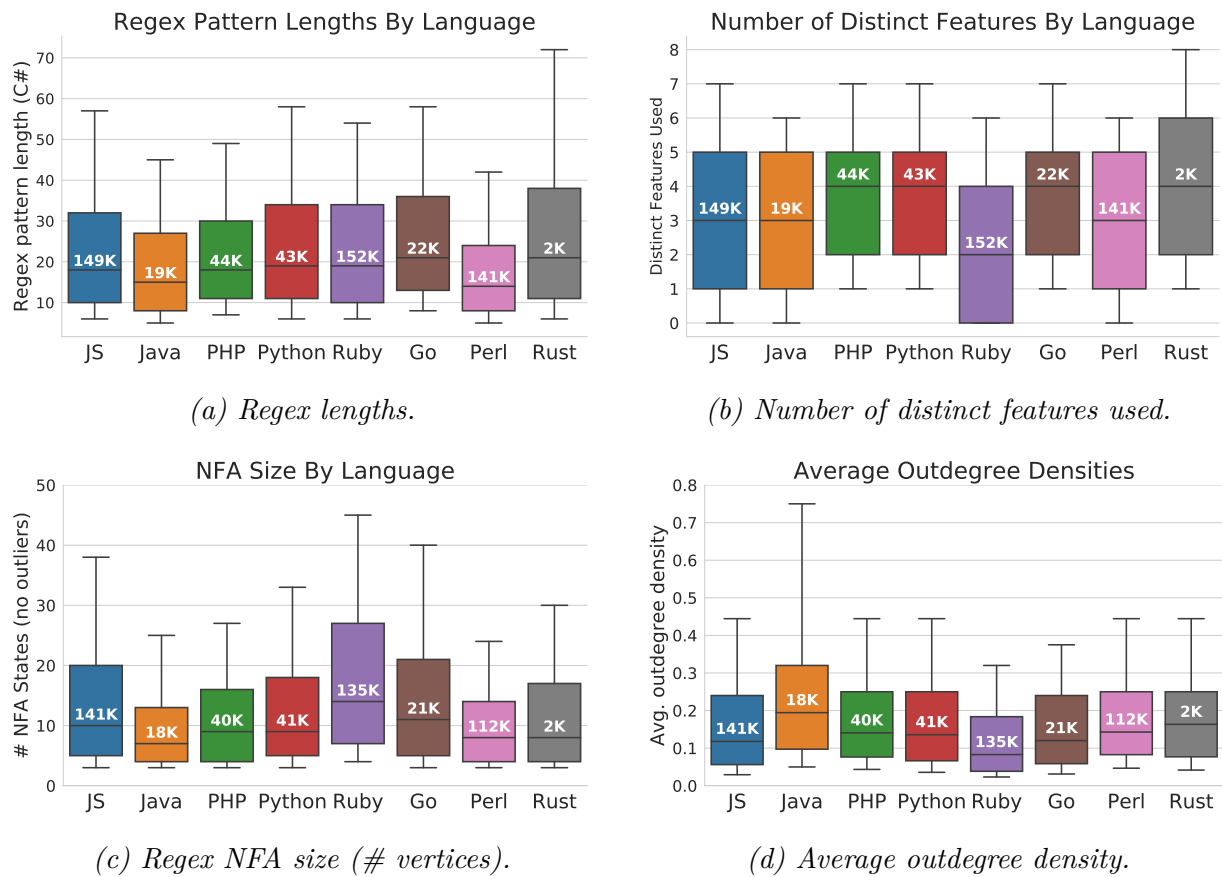 Regex Pattern Lengths By Language
Regex pattern length (C#)
70
60
50
40
30
20
10
149K 19K 44K 43K 152K 22K 141K 2K
JS Java PHP Python Ruby Go Perl Rust
(a) Regex lengths.
Number of Distinct Features By Language
Distinct Features Used
8
7
6
5
4
3
2
1
0
149K 19K 44K 43K 152K 22K 141K 2K
JS Java PHP Python Ruby Go Perl Rust
(b) Number of distinct features used.
NFA Size By Language
# NFA States (no outliers)
50
40
30
20
10
0
141K 18K 40K 41K 135K 21K 112K 2K
JS Java PHP Python Ruby Go Perl Rust
(c) Regex NFA size (# vertices).
Average Outdegree Densities
Avg. outdegree density
0.8
0.7
0.6
0.5
0.4
0.3
0.2
0.1
0.0
141K 18K 40K 41K 135K 21K 112K 2K
JS Java PHP Python Ruby Go Perl Rust
(d) Average outdegree density.